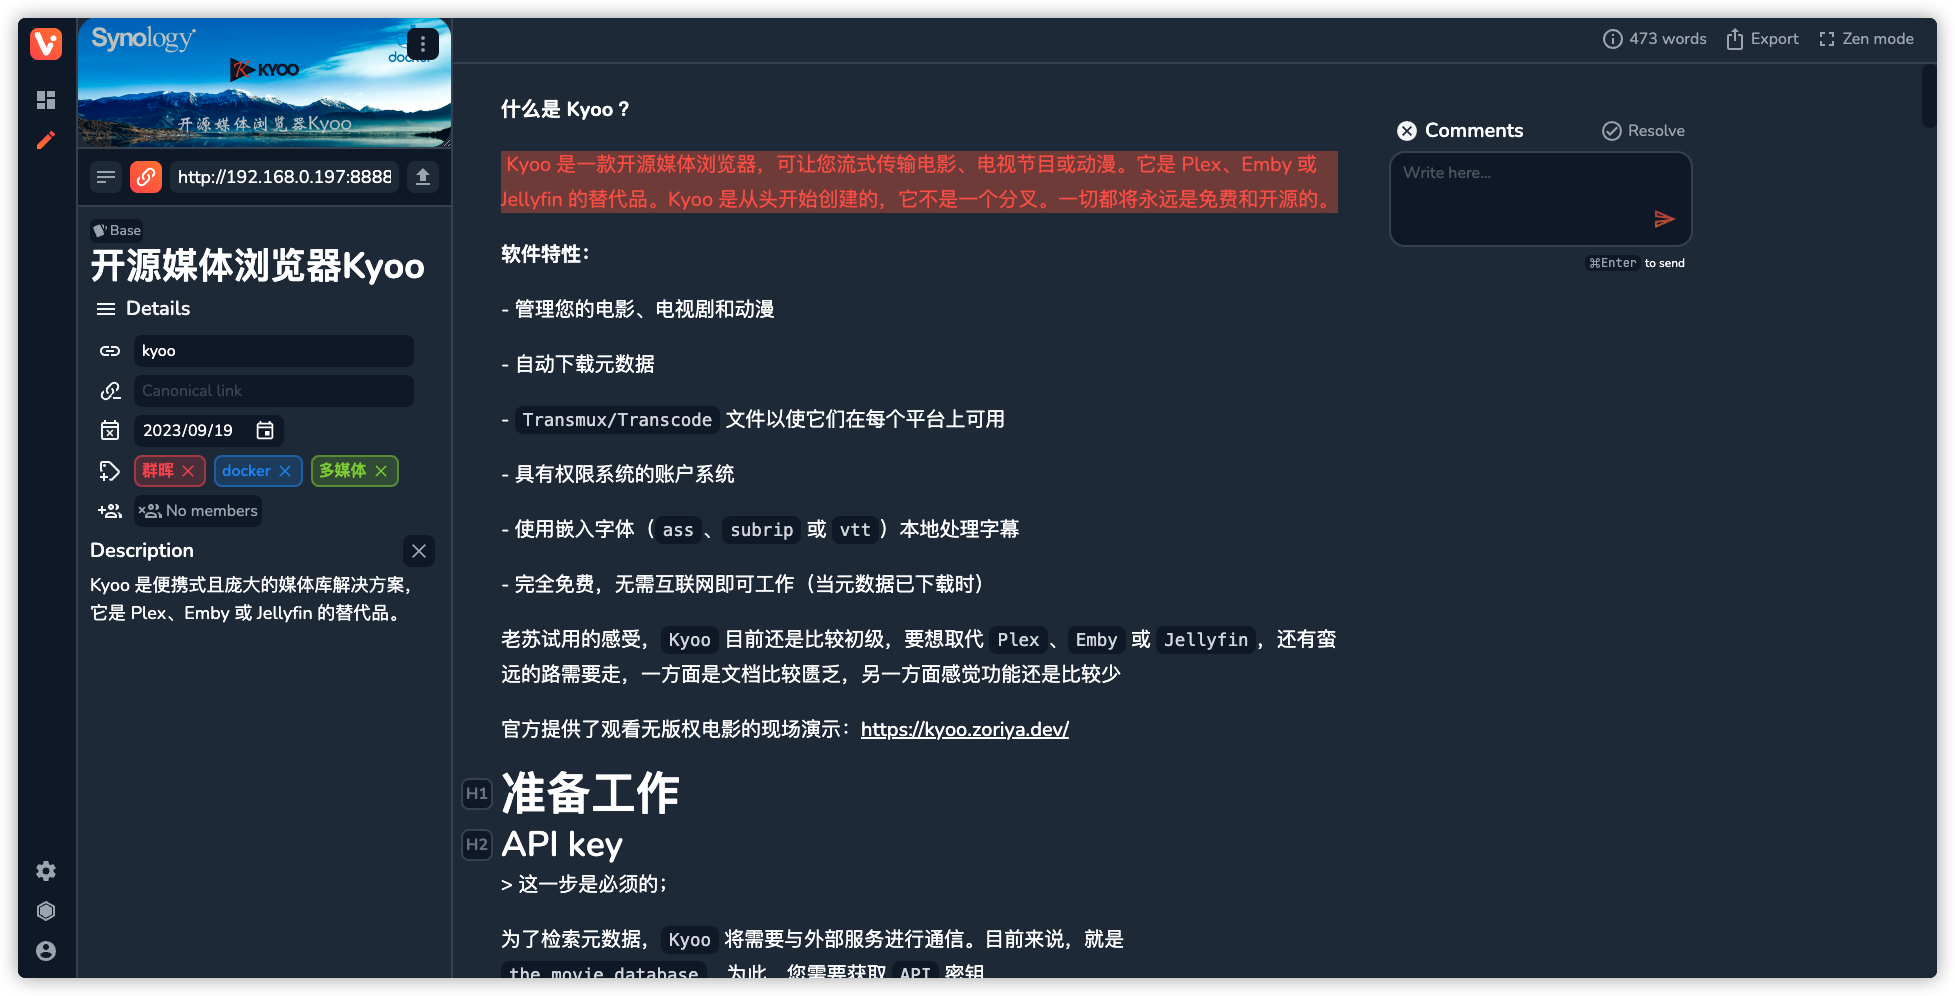 Synology
docker
KYOO
开源媒体浏览器Kyoo
http://192.168.0.197:8888
Base
开源媒体浏览器Kyoo
Details
kyoo
Canonical link
2023/09/19
群晖
docker
多媒体
No members
Description
Kyoo 是便携式且庞大的媒体库解决方案，
它是 Plex、Emby 或 Jellyfin 的替代品。
473 words
Export
Zen mode
什么是 Kyoo ?
Kyoo 是一款开源媒体浏览器，可让您流式传输电影、电视节目或动漫。它是 Plex、Emby 或
Jellyfin 的替代品。Kyoo 是从头开始创建的，它不是一个分叉。一切都将永远是免费和开源的。
软件特性：
- 管理您的电影、电视剧和动漫
- 自动下载元数据
- Transmux/Transcode 文件以使它们在每个平台上可用
- 具有权限系统的账户系统
- 使用嵌入字体（ass、subrip 或 vtt）本地处理字幕
- 完全免费，无需互联网即可工作（当元数据已下载时）
老苏试用的感受，Kyoo 目前还是比较初级，要想取代 Plex、Emby 或 Jellyfin，还有蛮
远的路需要走，一方面是文档比较匮乏，另一方面感觉功能还是比较少
官方提供了观看无版权电影的现场演示：https://kyoo.zoriya.dev/
H1 准备工作
H2 API key
> 这一步是必须的；
为了检索元数据，Kyoo 将需要与外部服务进行通信。目前来说，就是
the movie database，为此，您需要获取 API 密钥
Comments
Resolve
Write here...
⌘Enter to send